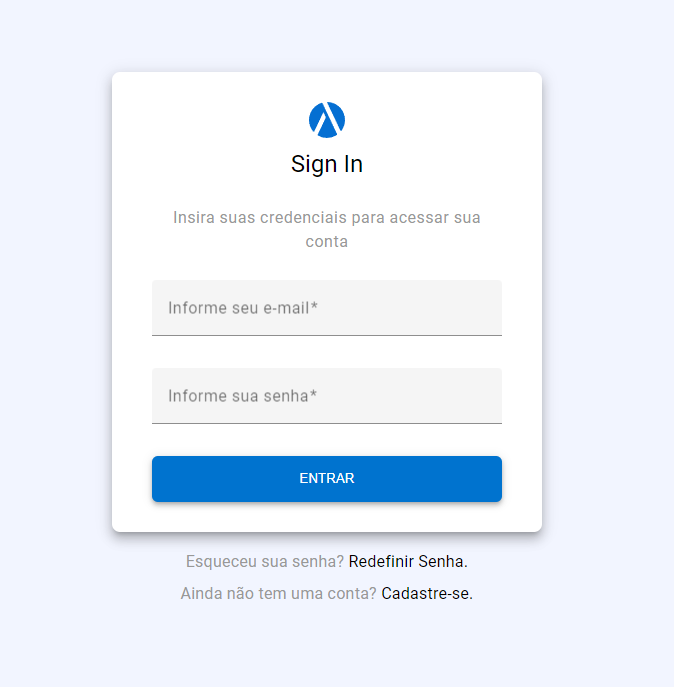 Sign In
Insira suas credenciais para acessar sua
conta
Informe seu e-mail*
Informe sua senha*
ENTRAR
Esqueceu sua senha? Redefinir Senha.
Ainda não tem uma conta? Cadastre-se.